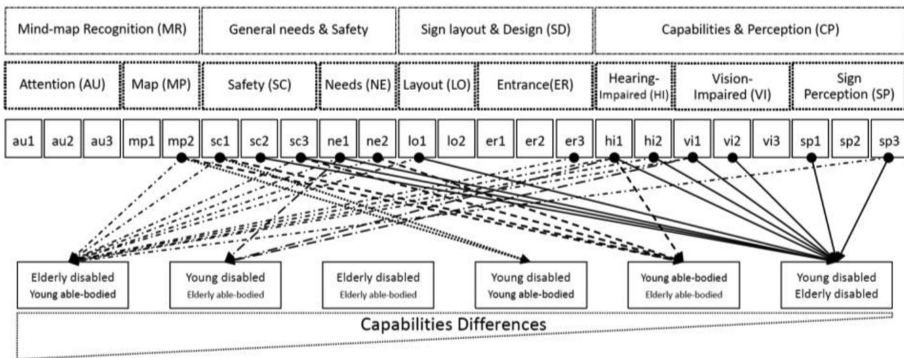 Mind-map Recognition (MR) General needs & Safety Sign layout & Design (SD) Capabilities & Perception (CP)
Attention (AU) Map (MP) Safety (SC) Needs (NE) Layout (LO) Entrance(ER) Hearing-Impaired (HI) Vision-Impaired (VI) Sign Perception (SP)
au1 au2 au3 mp1 mp2 sc1 sc2 sc3 ne1 ne2 lo1 lo2 er1 er2 er3 hi1 hi2 vi1 vi2 vi3 sp1 sp2 sp3
Elderly disabled Young disabled Elderly disabled Young disabled Young able-bodied Young disabled
Young able-bodied Elderly able-bodied Elderly able-bodied Young able-bodied Elderly able-bodied Elderly disabled
Capabilities Differences